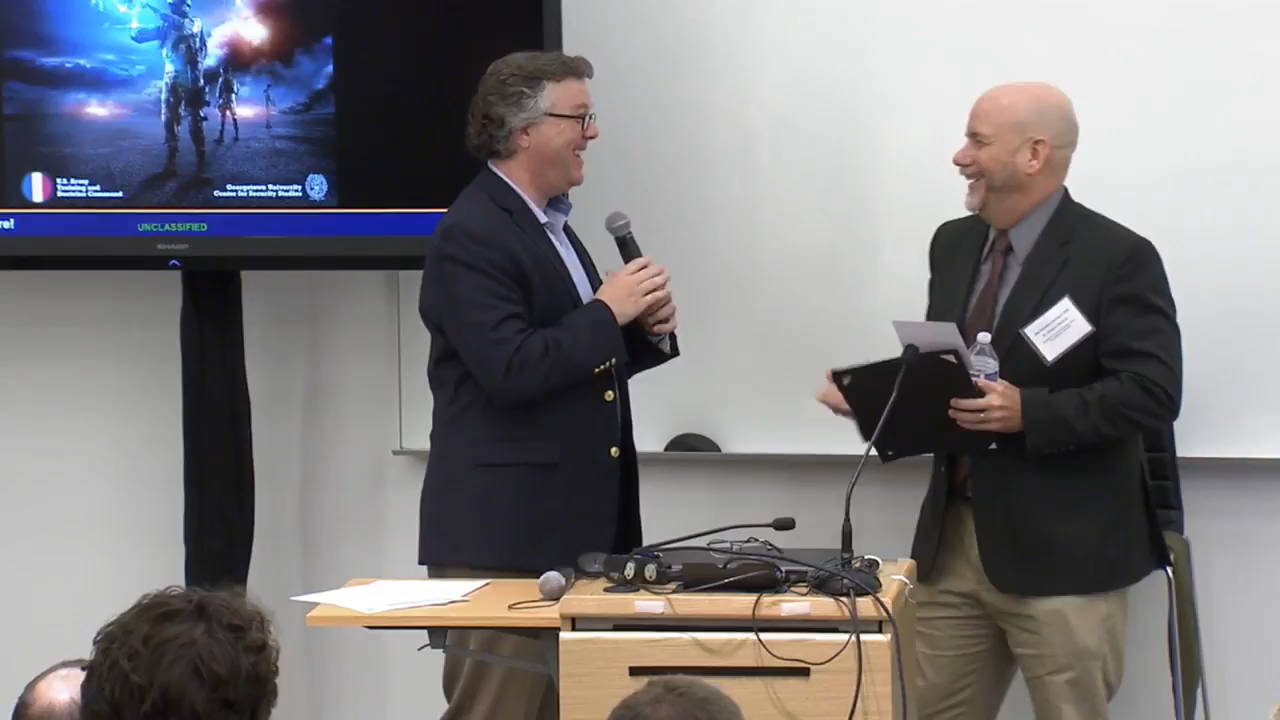 U.S. Army
Training and
Doctrine Command
Georgetown University
Center for Security Studies
re!
UNCLASSIFIED
SHARP